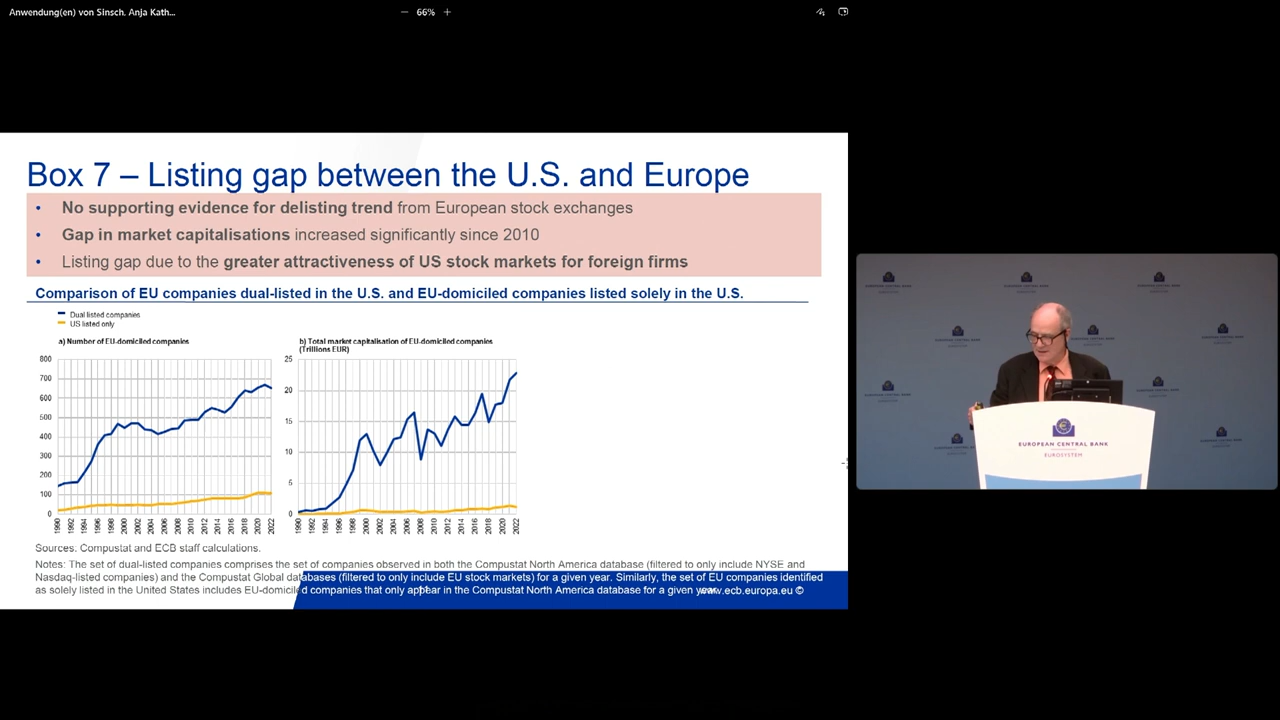 Anwendung(en) von Sinsch, Anja Kath...
— 66% +
Box 7 – Listing gap between the U.S. and Europe
• No supporting evidence for delisting trend from European stock exchanges
• Gap in market capitalisations increased significantly since 2010
• Listing gap due to the greater attractiveness of US stock markets for foreign firms
Comparison of EU companies dual-listed in the U.S. and EU-domiciled companies listed solely in the U.S.
Dual listed companies
US listed only
a) Number of EU-domiciled companies
800
700
600
500
400
300
200
100
0
1990 1992 1994 1996 1998 2000 2002 2004 2006 2008 2010 2012 2014 2016 2018 2020 2022
b) Total market capitalisation of EU-domiciled companies
(Trillions EUR)
25
20
15
10
5
0
1990 1992 1994 1996 1998 2000 2002 2004 2006 2008 2010 2012 2014 2016 2018 2020 2022
Sources: Compustat and ECB staff calculations.
Notes: The set of dual-listed companies comprises the set of companies observed in both the Compustat North America database (filtered to only include NYSE and
Nasdaq-listed companies) and the Compustat Global databases (filtered to only include EU stock markets) for a given year. Similarly, the set of EU companies identified
as solely listed in the United States includes EU-domiciled companies that only appear in the Compustat North America database for a given year.
www.ecb.europa.eu ©
EUROPEAN CENTRAL BANK
EUROSYSTEM